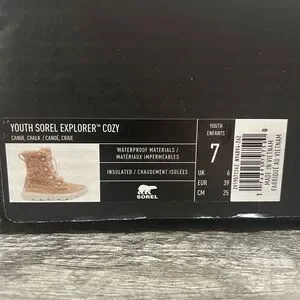 YOUTH SOREL EXPLORER™ COZY
CANOE, CHALK / CANOË, CRAIE
WATERPROOF MATERIALS /
MATÉRIAUX IMPERMÉABLES
INSULATED / CHAUDEMENT ISOLÉES
SOREL
YOUTH
ENFANTS
7
UK 6
EUR 39
CM 25
MADE IN VIETNAM
FABRIQUÉ AU VIETNAM